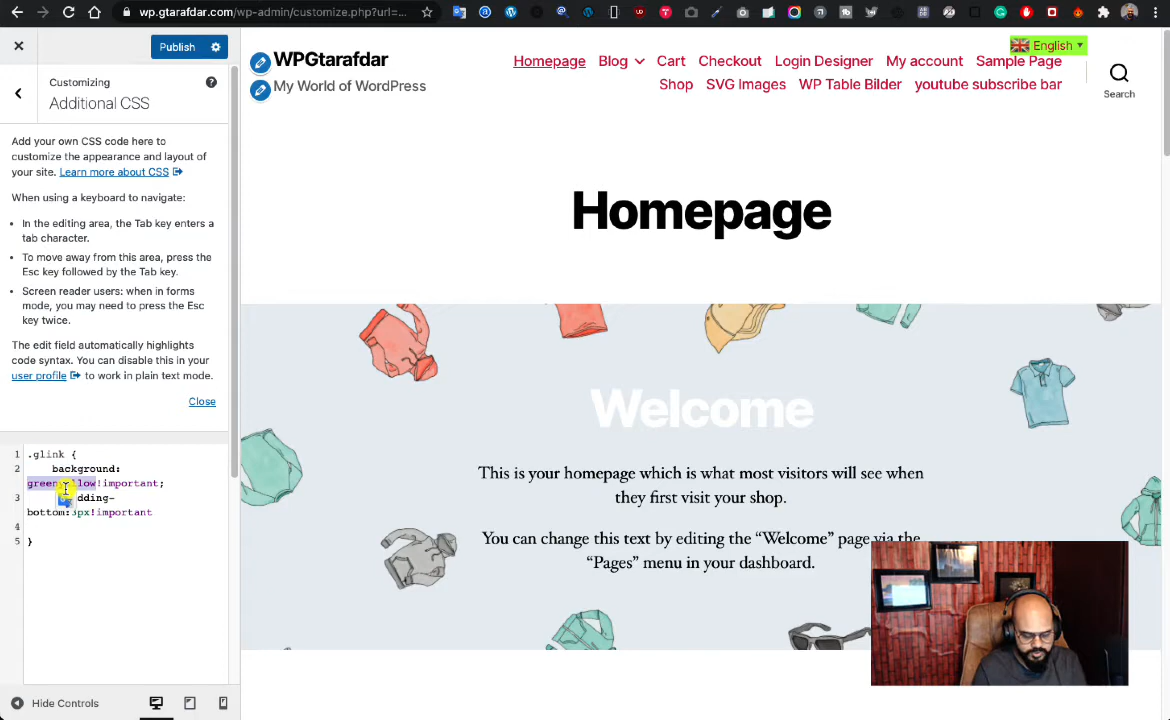 wp.gtarafdar.com/wp-admin/customize.php?url=...
Publish
Customizing
Additional CSS
Add your own CSS code here to
customize the appearance and layout of
your site. Learn more about CSS
When using a keyboard to navigate:
• In the editing area, the Tab key enters a
tab character.
• To move away from this area, press the
Esc key followed by the Tab key.
• Screen reader users: when in forms
mode, you may need to press the Esc
key twice.
The edit field automatically highlights
code syntax. You can disable this in your
user profile to work in plain text mode.
Close
1 .glink {
2 background:
!important;
3
bottom:3px!important
4
5 }
Hide Controls
WPGtarafdar
My World of WordPress
English
Homepage Blog Cart Checkout Login Designer My account Sample Page
Shop SVG Images WP Table Bilder youtube subscribe bar
Search
Homepage
Welcome
This is your homepage which is what most visitors will see when
they first visit your shop.
You can change this text by editing the “Welcome” page via the
“Pages” menu in your dashboard.